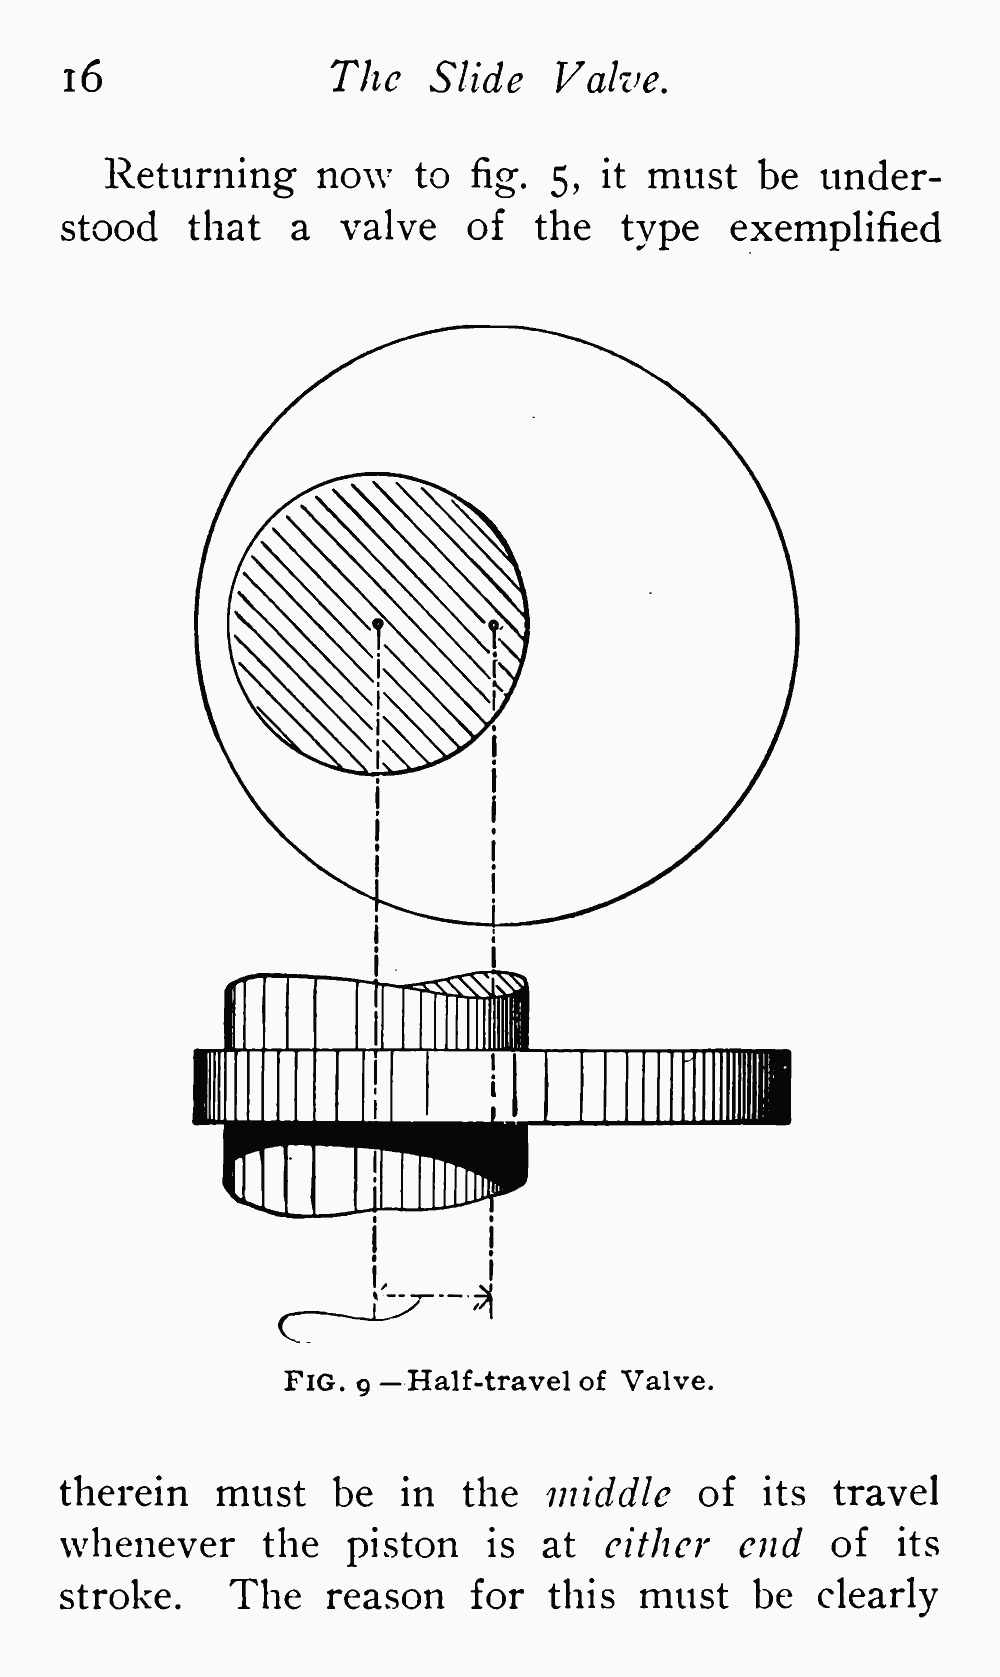 16 The Slide Valve.
Returning now to fig. 5, it must be under-
stood that a valve of the type exemplified
FIG. 9 — Half-travel of Valve.
therein must be in the middle of its travel
whenever the piston is at either end of its
stroke. The reason for this must be clearly